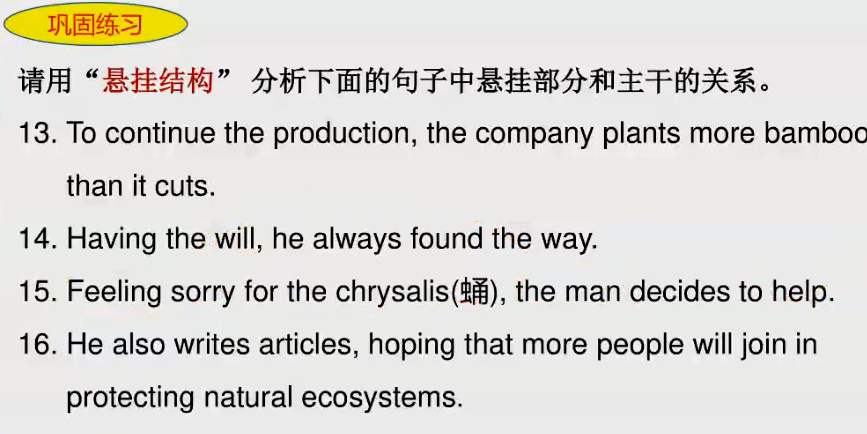 巩固练习
请用“悬挂结构” 分析下面的句子中悬挂部分和主干的关系。
13. To continue the production, the company plants more bamboo
than it cuts.
14. Having the will, he always found the way.
15. Feeling sorry for the chrysalis(蛹), the man decides to help.
16. He also writes articles, hoping that more people will join in
protecting natural ecosystems.